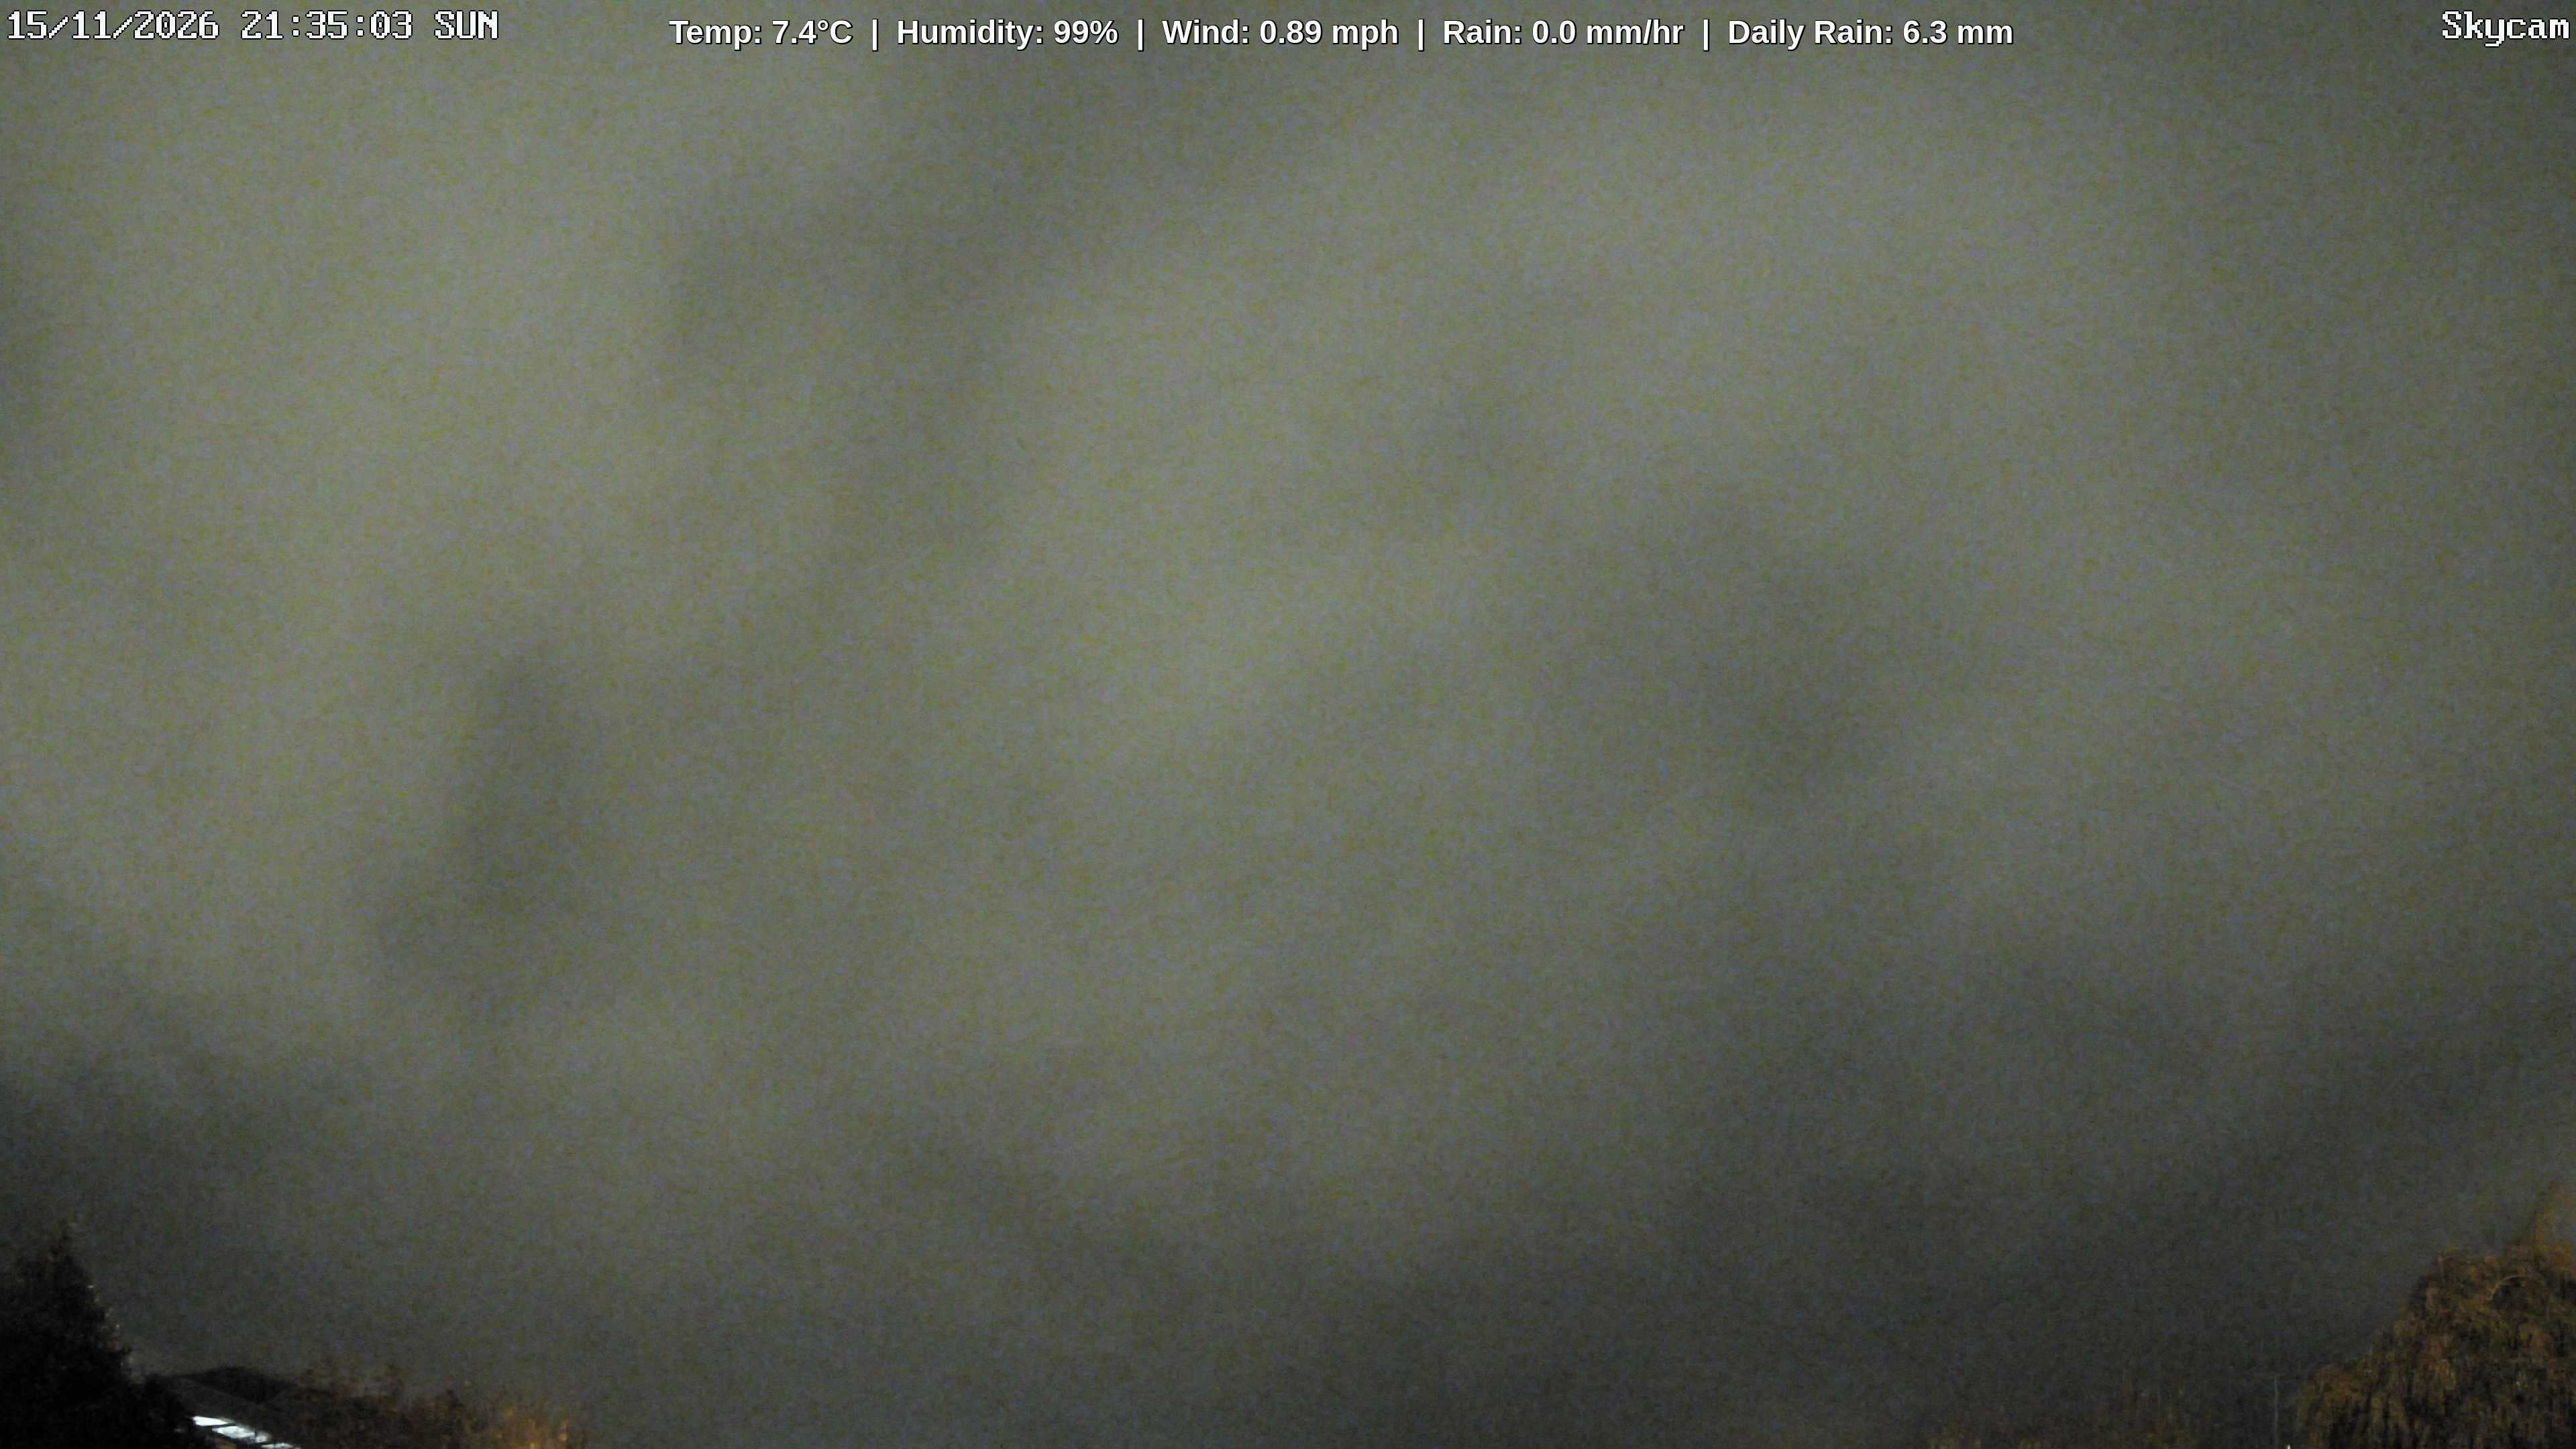 15/11/2026 21:35:03 SUN
Temp: 7.4°C | Humidity: 99% | Wind: 0.89 mph | Rain: 0.0 mm/hr | Daily Rain: 6.3 mm
Skycam